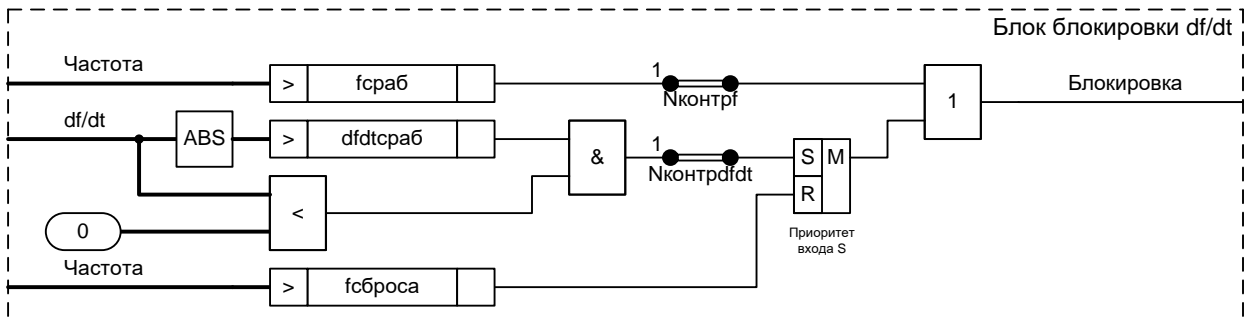 Блок блокировки df/dt
Частота
> fсраб
1
Nконтрf
1
Блокировка
df/dt
ABS
> dfdtсраб
&
1
Nконтрdfdt
S M
R
Приоритет
входа S
<
0
Частота
> fсброса